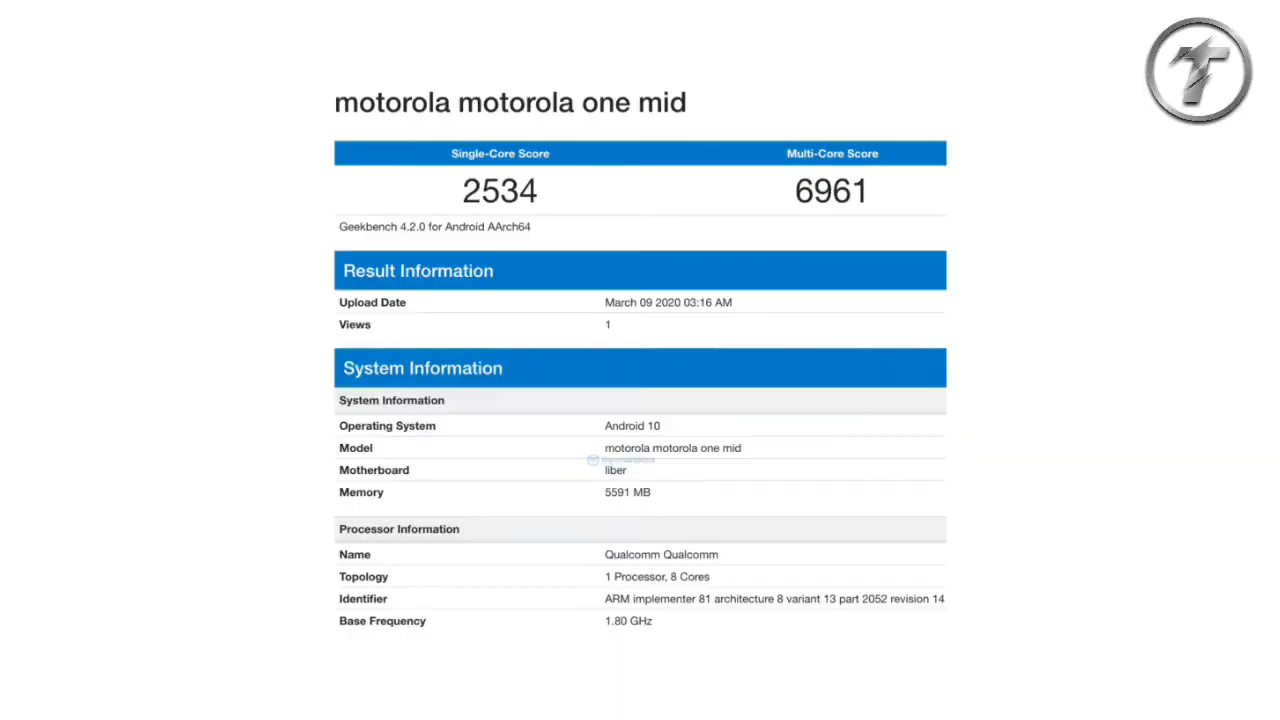 motorola motorola one mid
Single-Core Score Multi-Core Score
2534 6961
Geekbench 4.2.0 for Android AArch64
Result Information
Upload Date March 09 2020 03:16 AM
Views 1
System Information
System Information
Operating System Android 10
Model motorola motorola one mid
Motherboard liber
Memory 5591 MB
Processor Information
Name Qualcomm Qualcomm
Topology 1 Processor, 8 Cores
Identifier ARM implementer 81 architecture 8 variant 13 part 2052 revision 14
Base Frequency 1.80 GHz